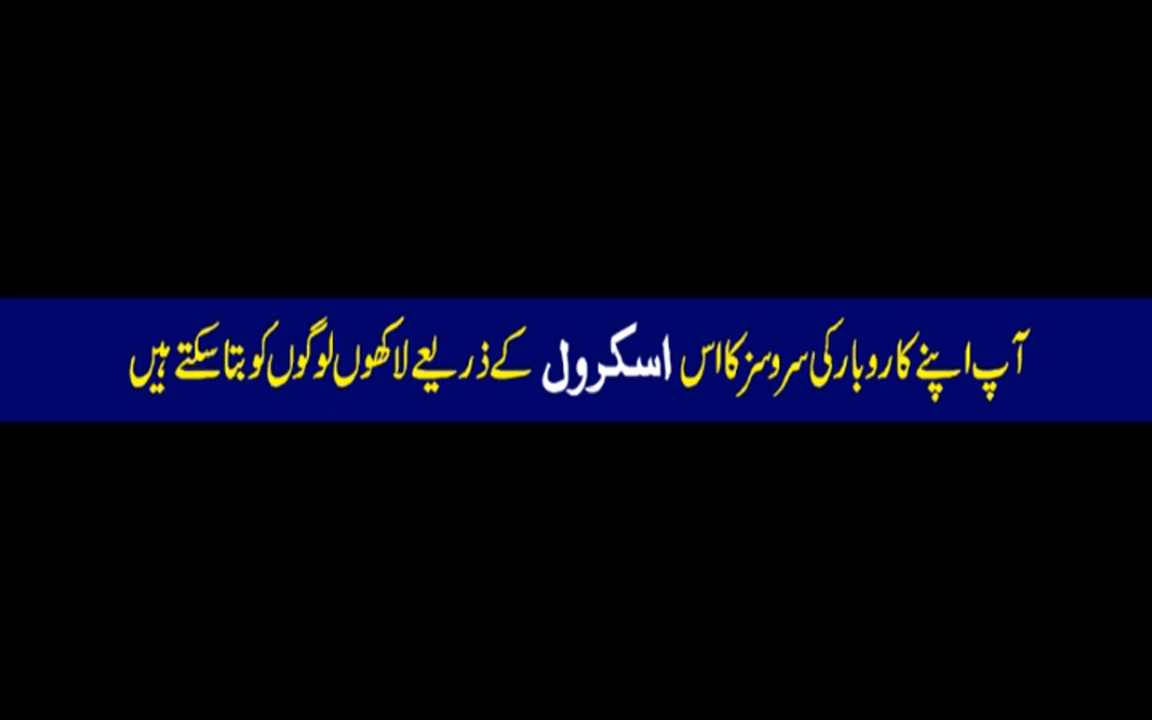 آپ اپنے کاروبار کی سروسز کا اس اسکرول کے ذریعے لاکھوں لوگوں کو بتا سکتے ہیں